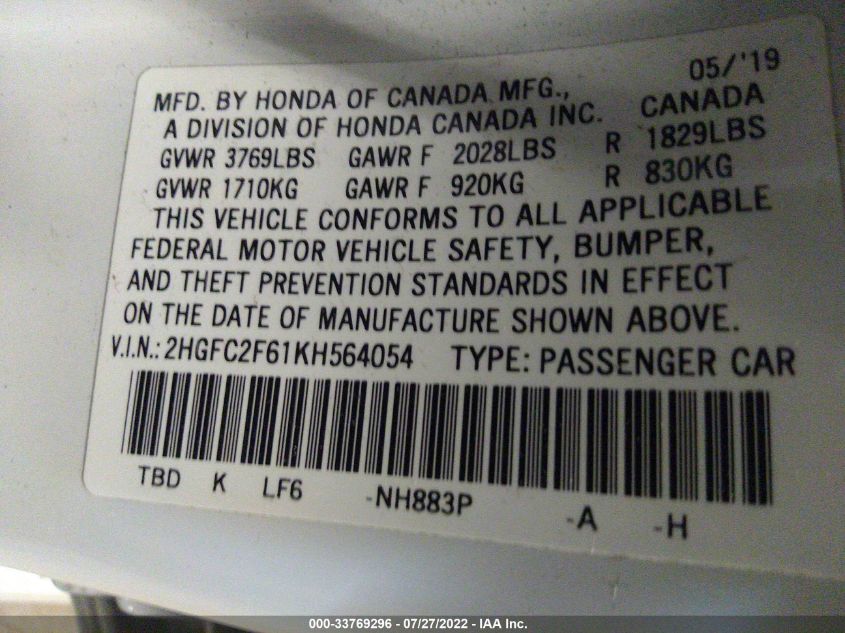 05/'19
MFD. BY HONDA OF CANADA MFG., CANADA
A DIVISION OF HONDA CANADA INC.
GVWR 3769LBS GAWR F 2028LBS R 1829LBS
GVWR 1710KG GAWR F 920KG R 830KG
THIS VEHICLE CONFORMS TO ALL APPLICABLE
FEDERAL MOTOR VEHICLE SAFETY, BUMPER,
AND THEFT PREVENTION STANDARDS IN EFFECT
ON THE DATE OF MANUFACTURE SHOWN ABOVE.
V.I.N.: 2HGFC2F61KH564054 TYPE: PASSENGER CAR
TBD K LF6 -NH883P -A -H
000-33769296 - 07/27/2022 - IAA Inc.